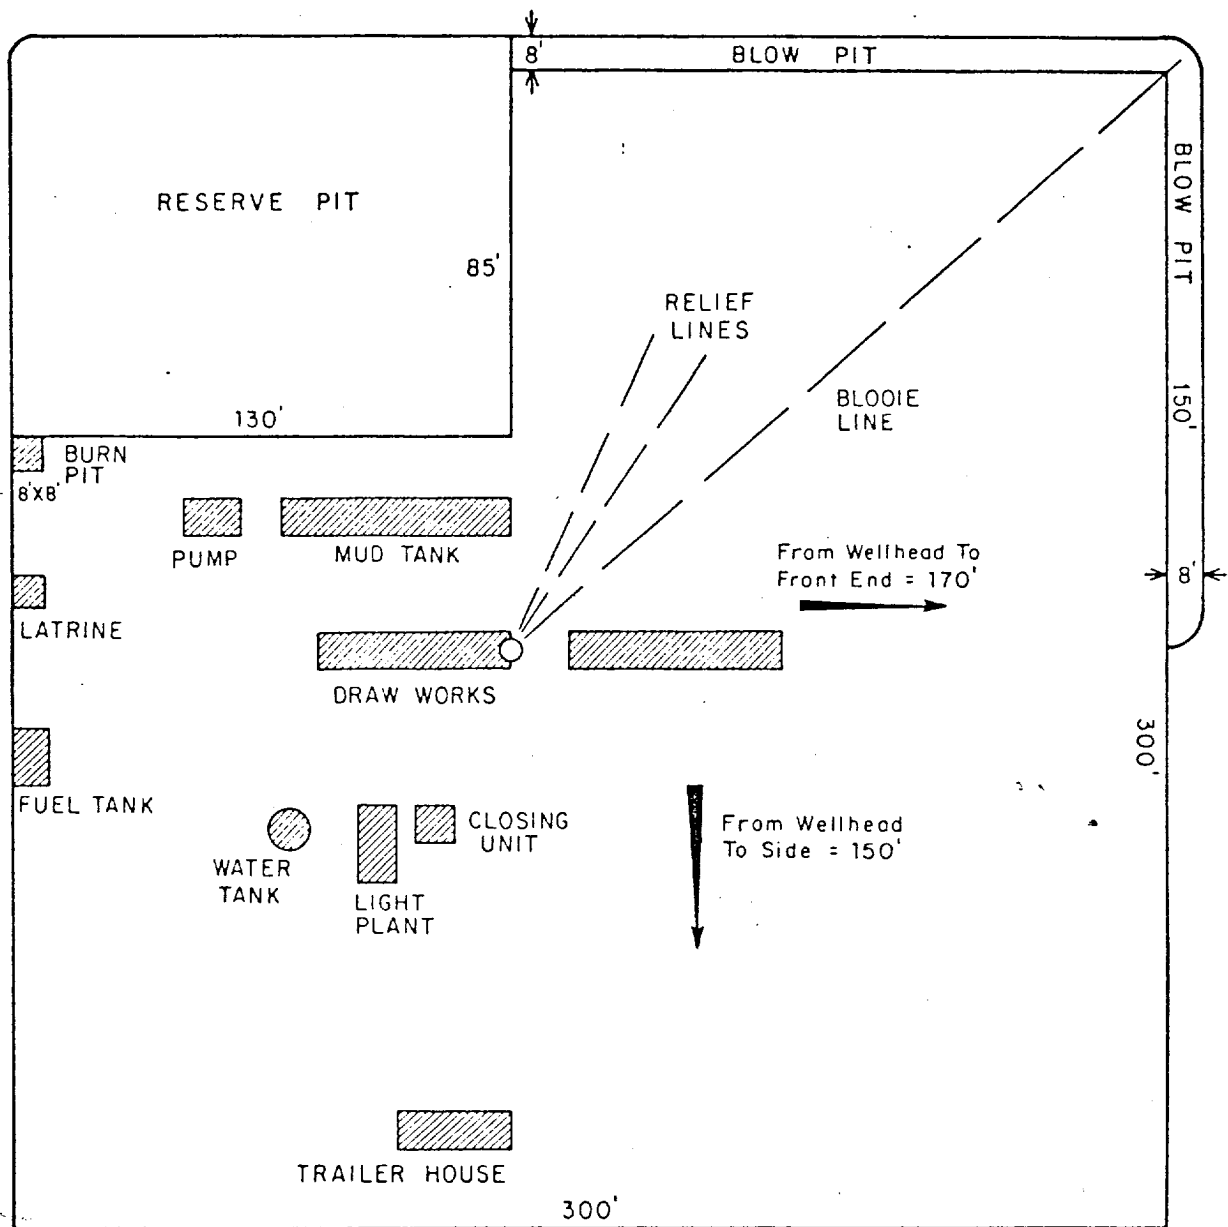 8'
BLOW PIT
BLOW PIT
RESERVE PIT
85'
RELIEF
LINES
BLOOIE
LINE
150'
130'
BURN
PIT
8'X8'
PUMP
MUD TANK
From Wellhead To
Front End = 170'
8'
LATRINE
DRAW WORKS
300'
FUEL TANK
WATER
TANK
LIGHT
PLANT
CLOSING
UNIT
From Wellhead
To Side = 150'
TRAILER HOUSE
300'